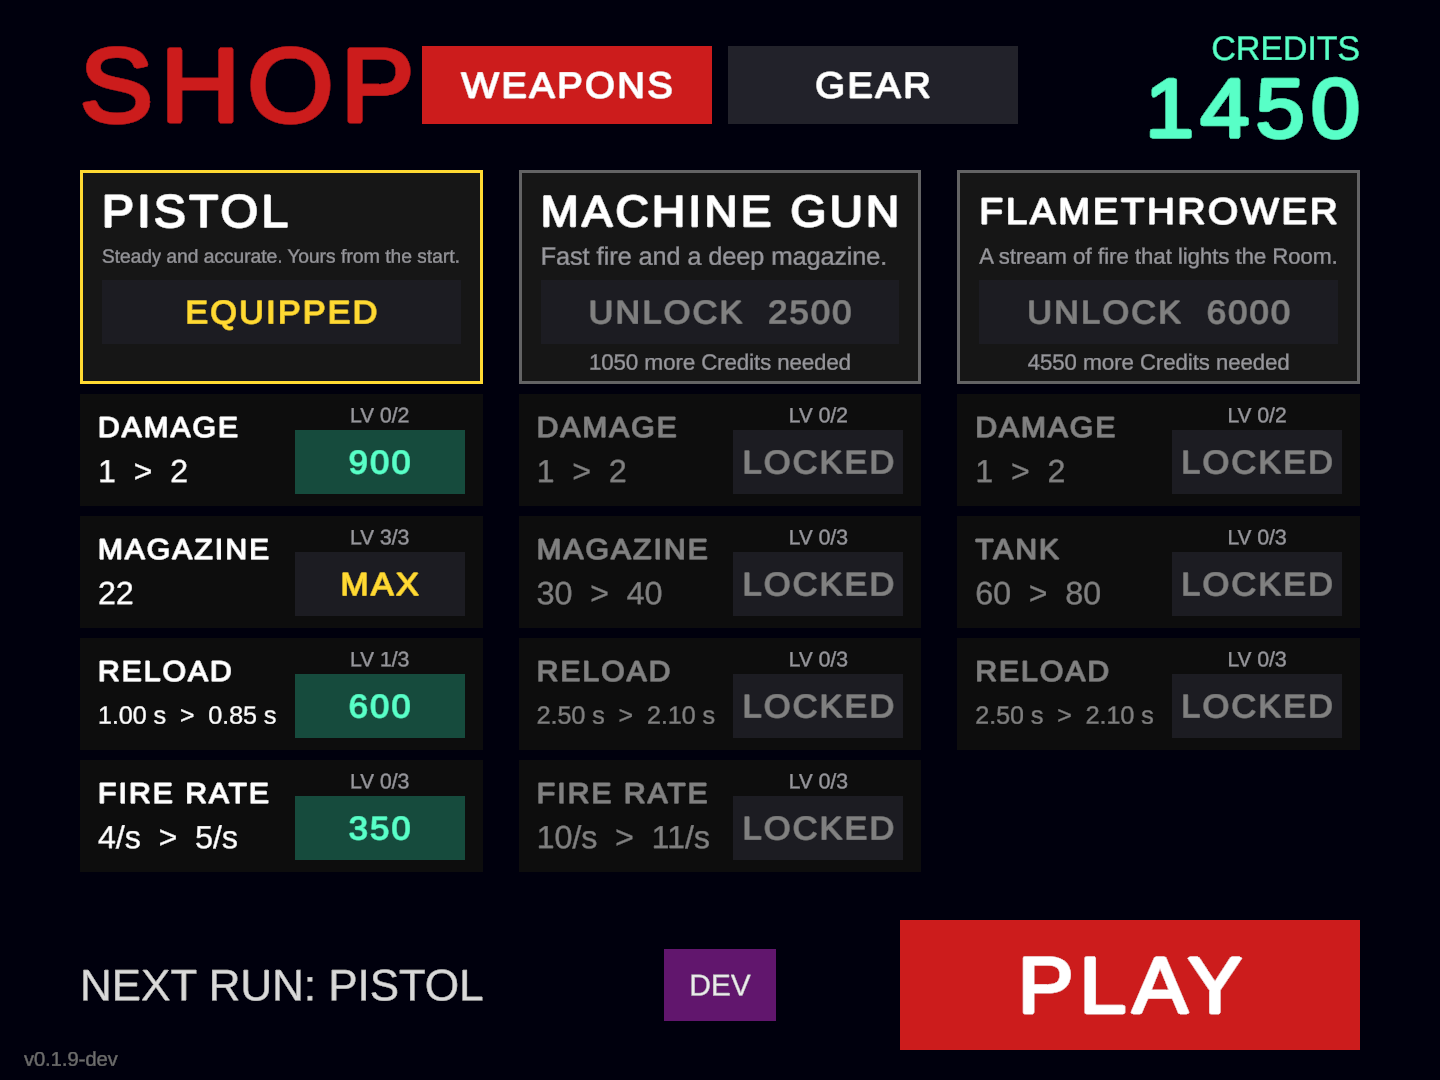 SHOP
WEAPONS
GEAR
CREDITS
1450
PISTOL
Steady and accurate. Yours from the start.
EQUIPPED
MACHINE GUN
Fast fire and a deep magazine.
UNLOCK 2500
1050 more Credits needed
FLAMETHROWER
A stream of fire that lights the Room.
UNLOCK 6000
4550 more Credits needed
DAMAGE
1 > 2
LV 0/2
900
MAGAZINE
22
LV 3/3
MAX
RELOAD
1.00 s > 0.85 s
LV 1/3
600
FIRE RATE
4/s > 5/s
LV 0/3
350
DAMAGE
1 > 2
LV 0/2
LOCKED
MAGAZINE
30 > 40
LV 0/3
LOCKED
RELOAD
2.50 s > 2.10 s
LV 0/3
LOCKED
FIRE RATE
10/s > 11/s
LV 0/3
LOCKED
DAMAGE
1 > 2
LV 0/2
LOCKED
TANK
60 > 80
LV 0/3
LOCKED
RELOAD
2.50 s > 2.10 s
LV 0/3
LOCKED
NEXT RUN: PISTOL
DEV
PLAY
v0.1.9-dev